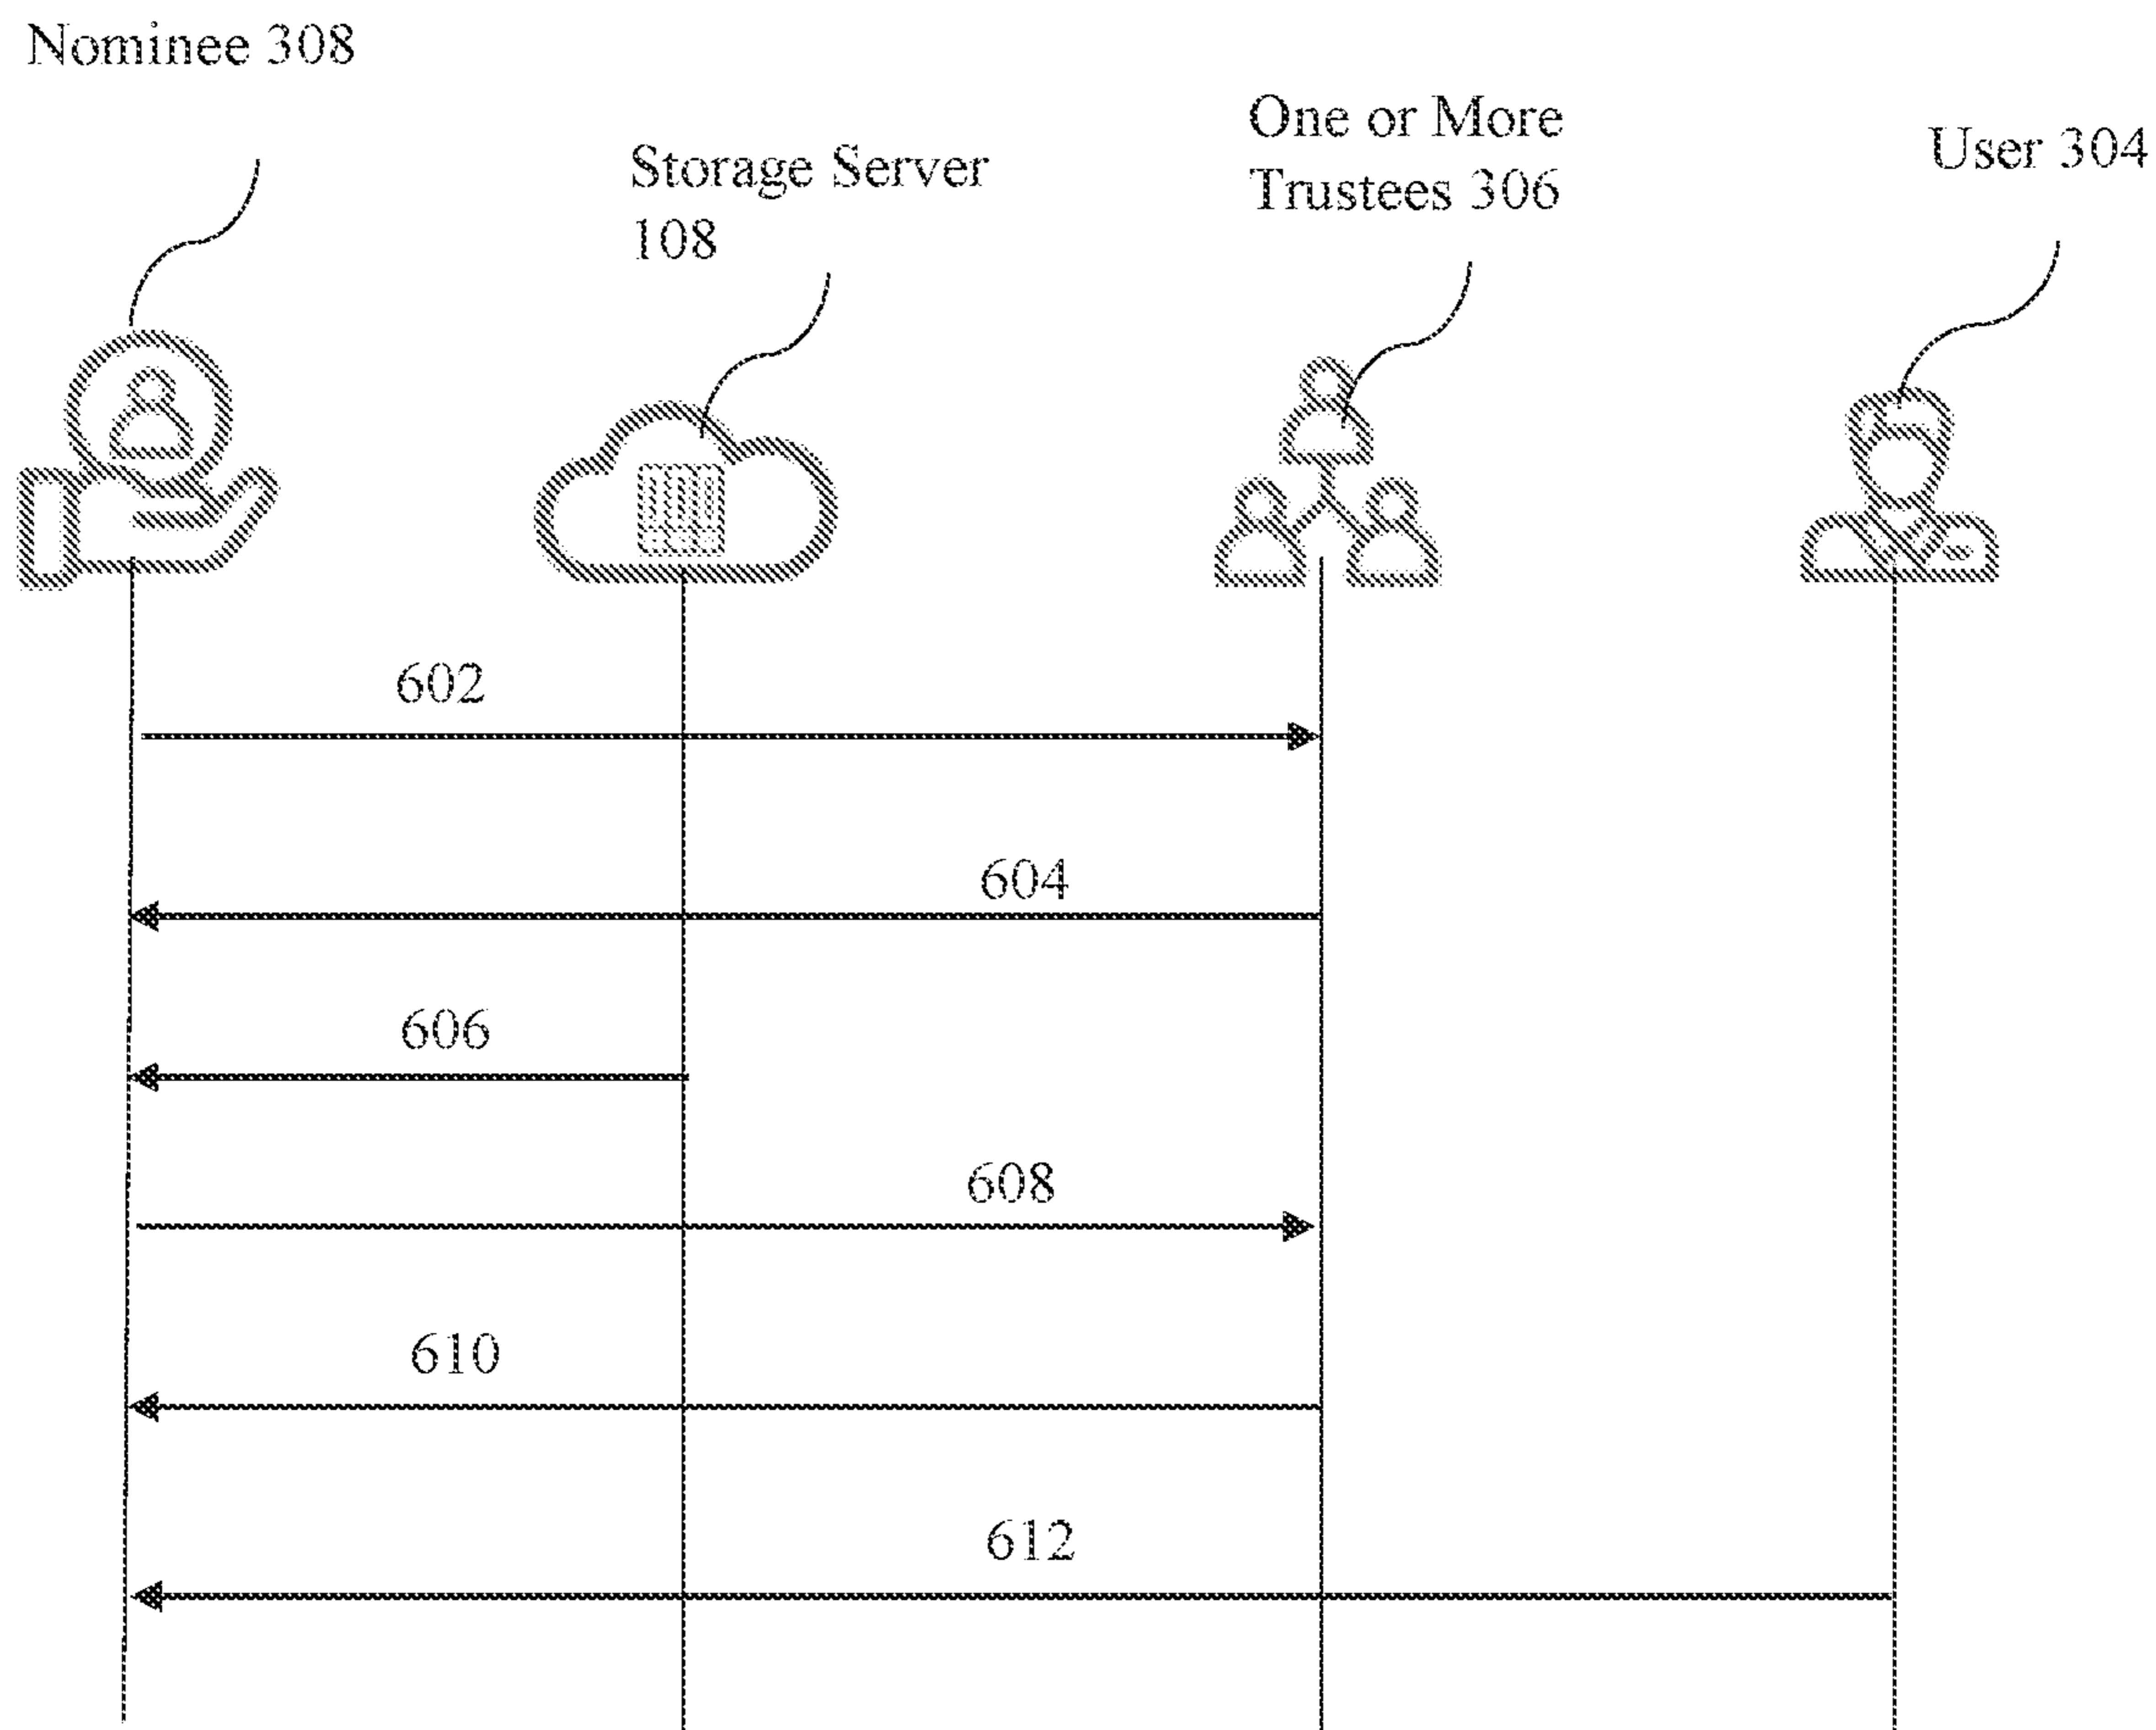 Nominee 308
Storage Server
108
One or More
Trustees 306
User 304
602
604
606
608
610
612